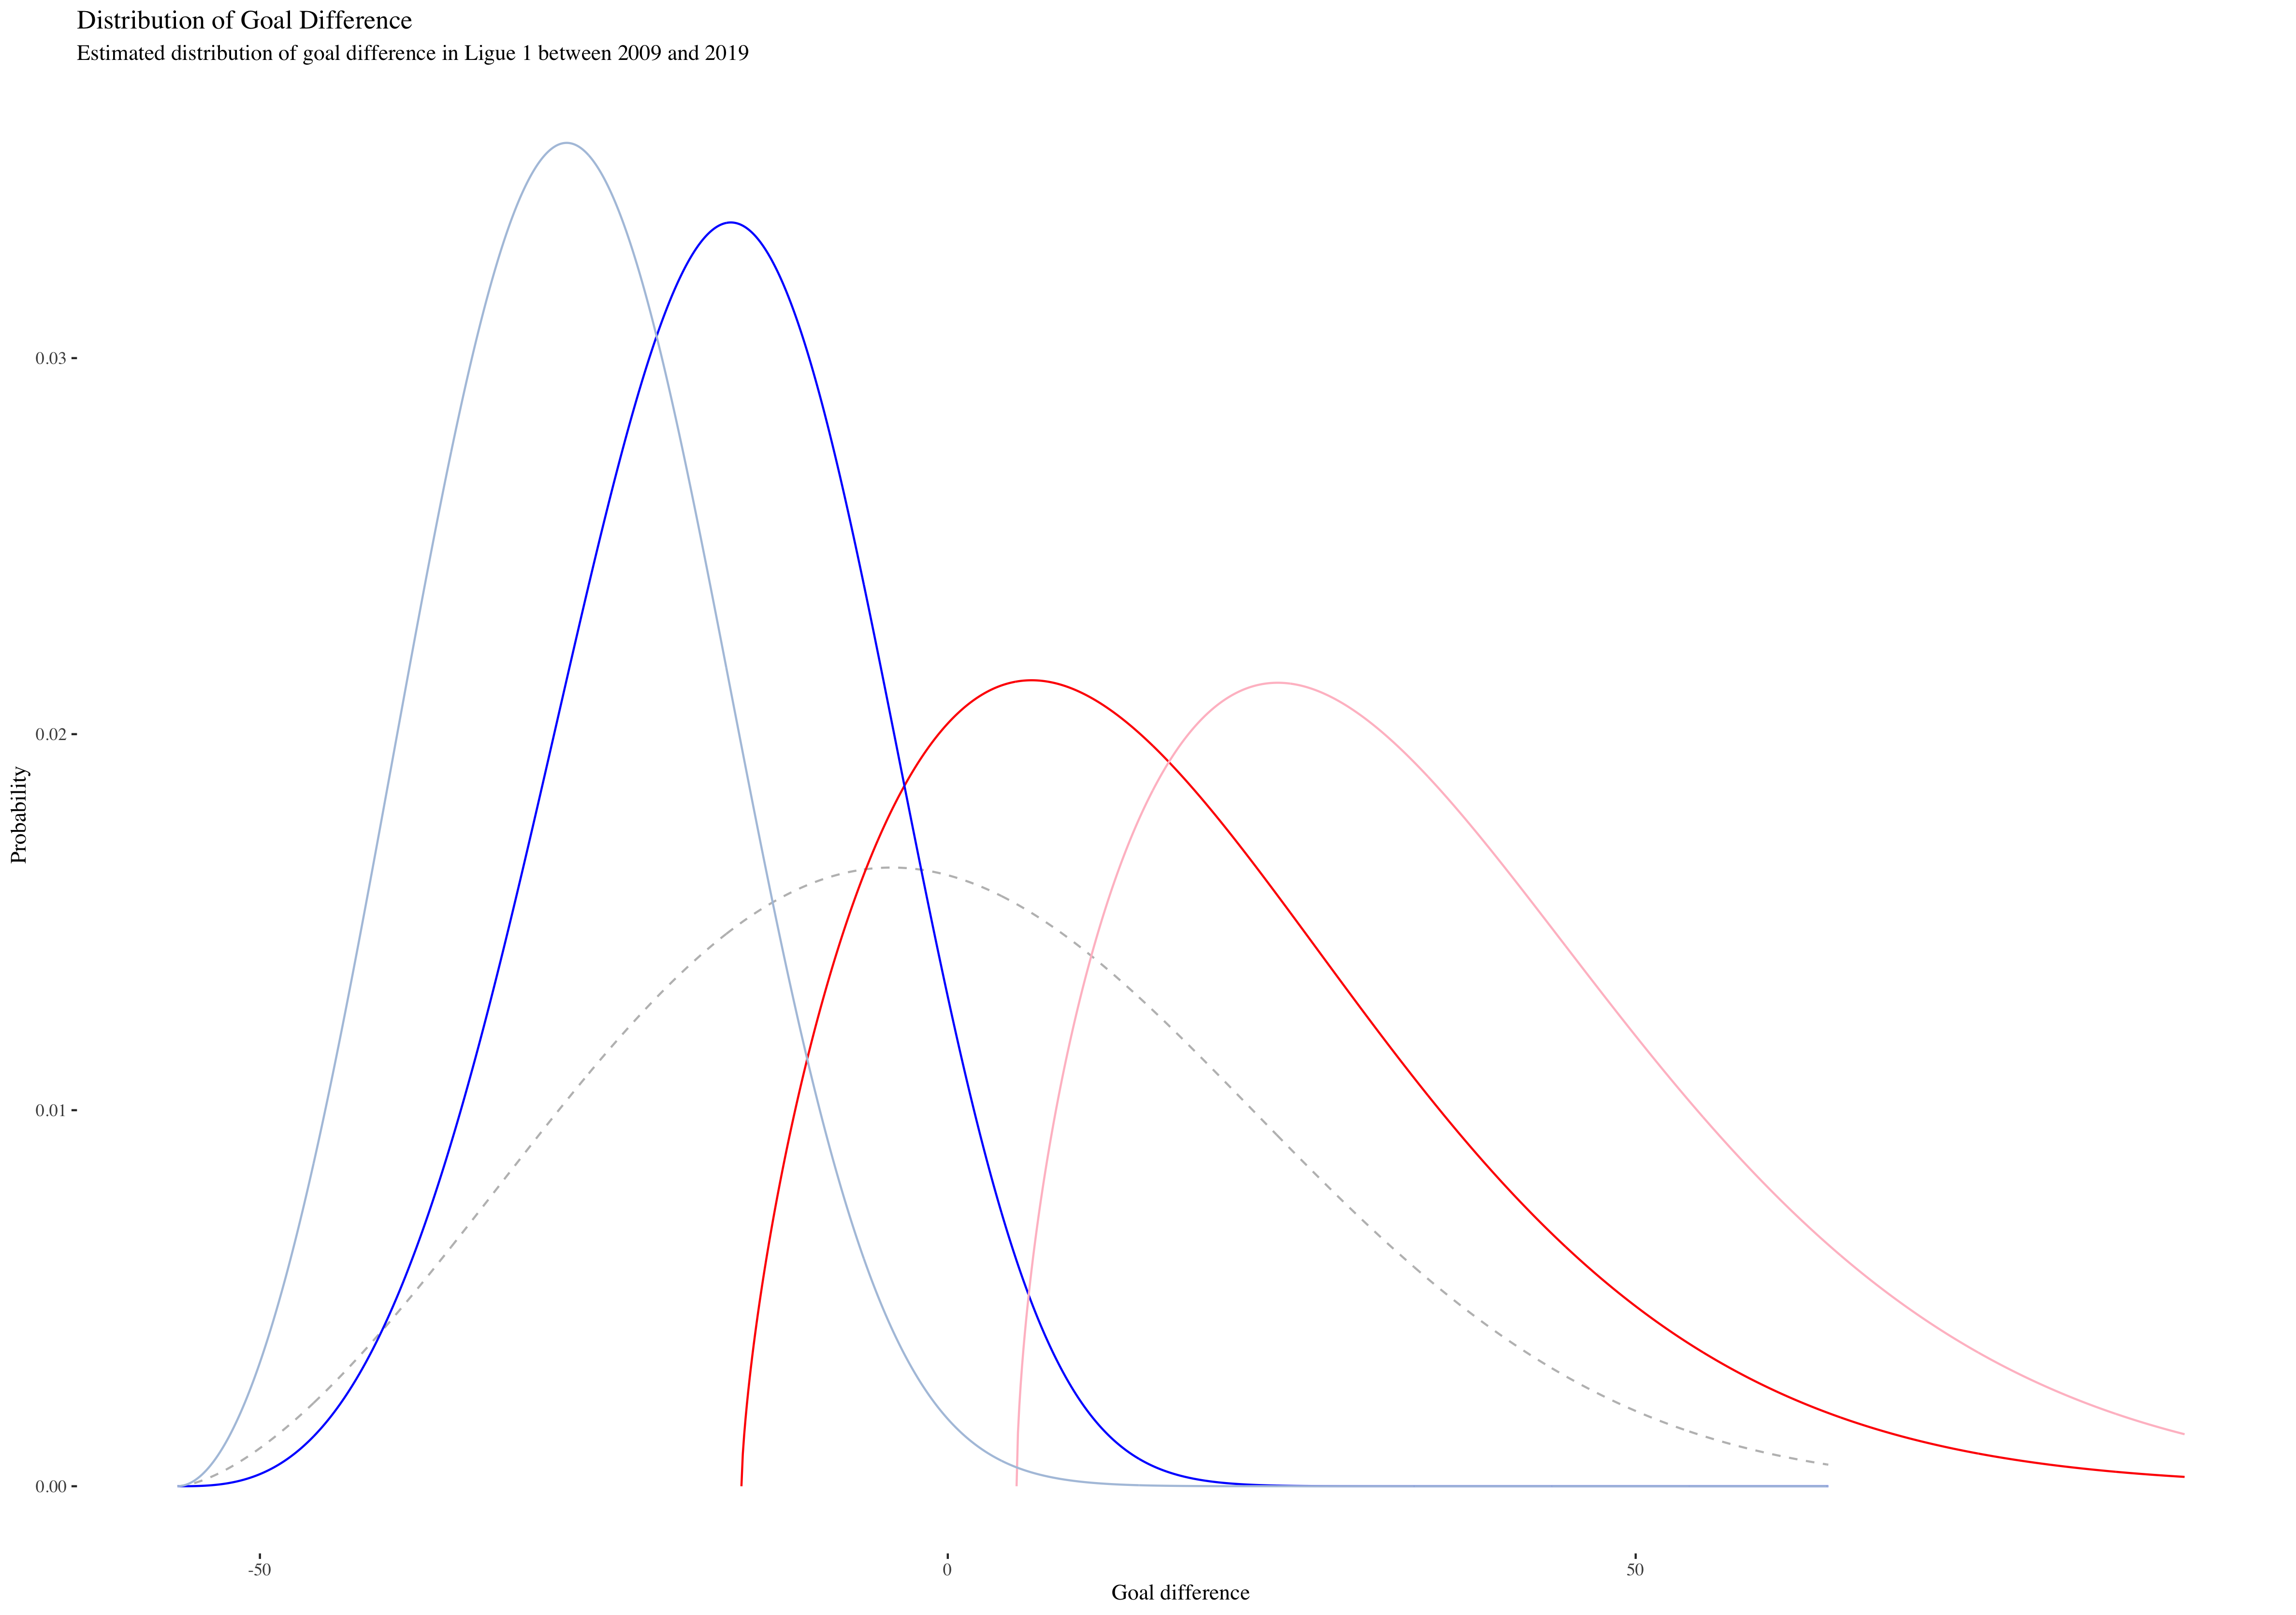 Distribution of Goal Difference
Estimated distribution of goal difference in Ligue 1 between 2009 and 2019
Probability
0.03
0.02
0.01
0.00
-50
0
50
Goal difference